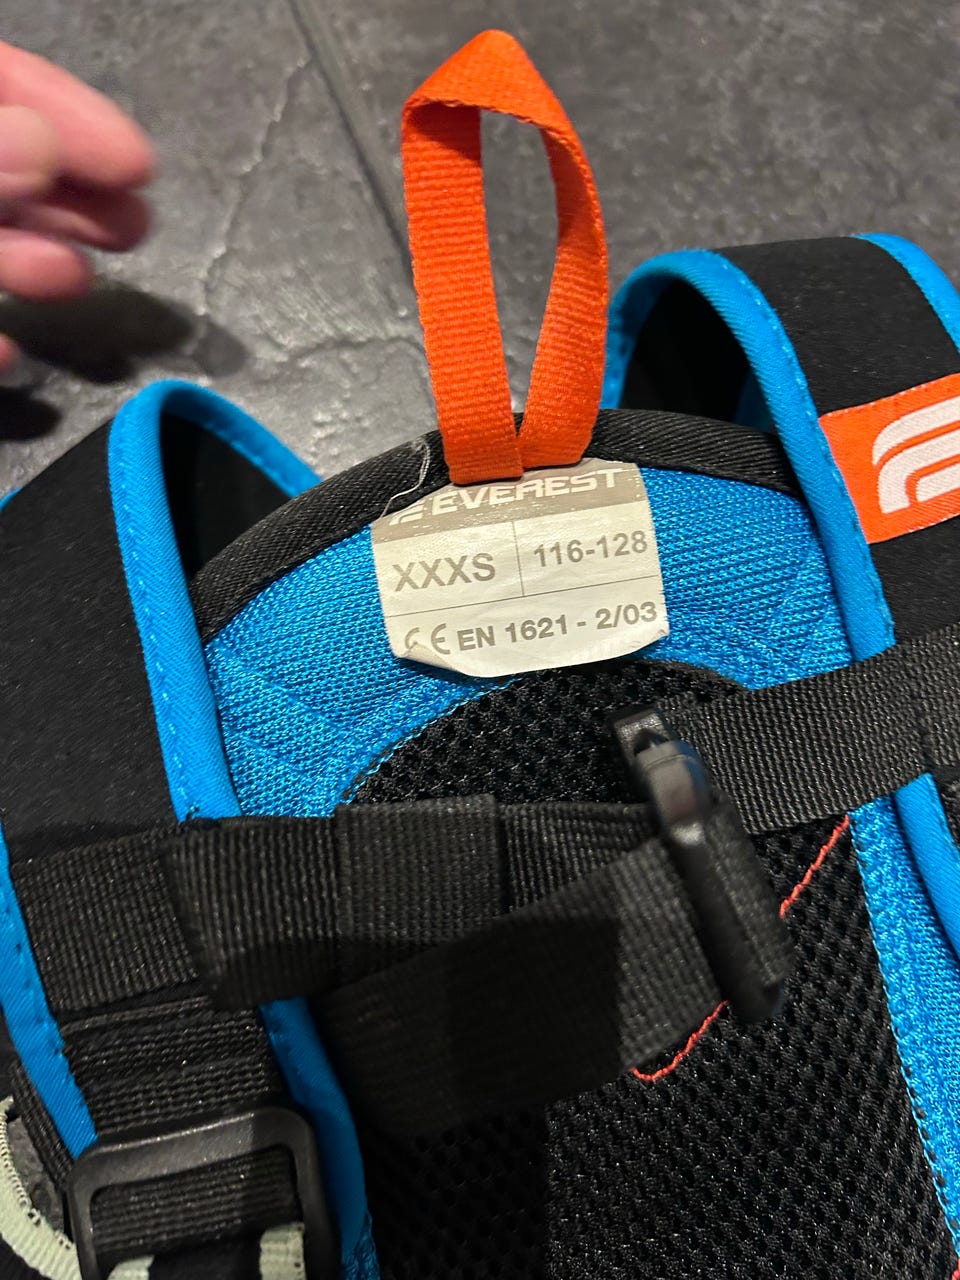 EVEREST
XXXS 116-128
CE EN 1621 - 2/03